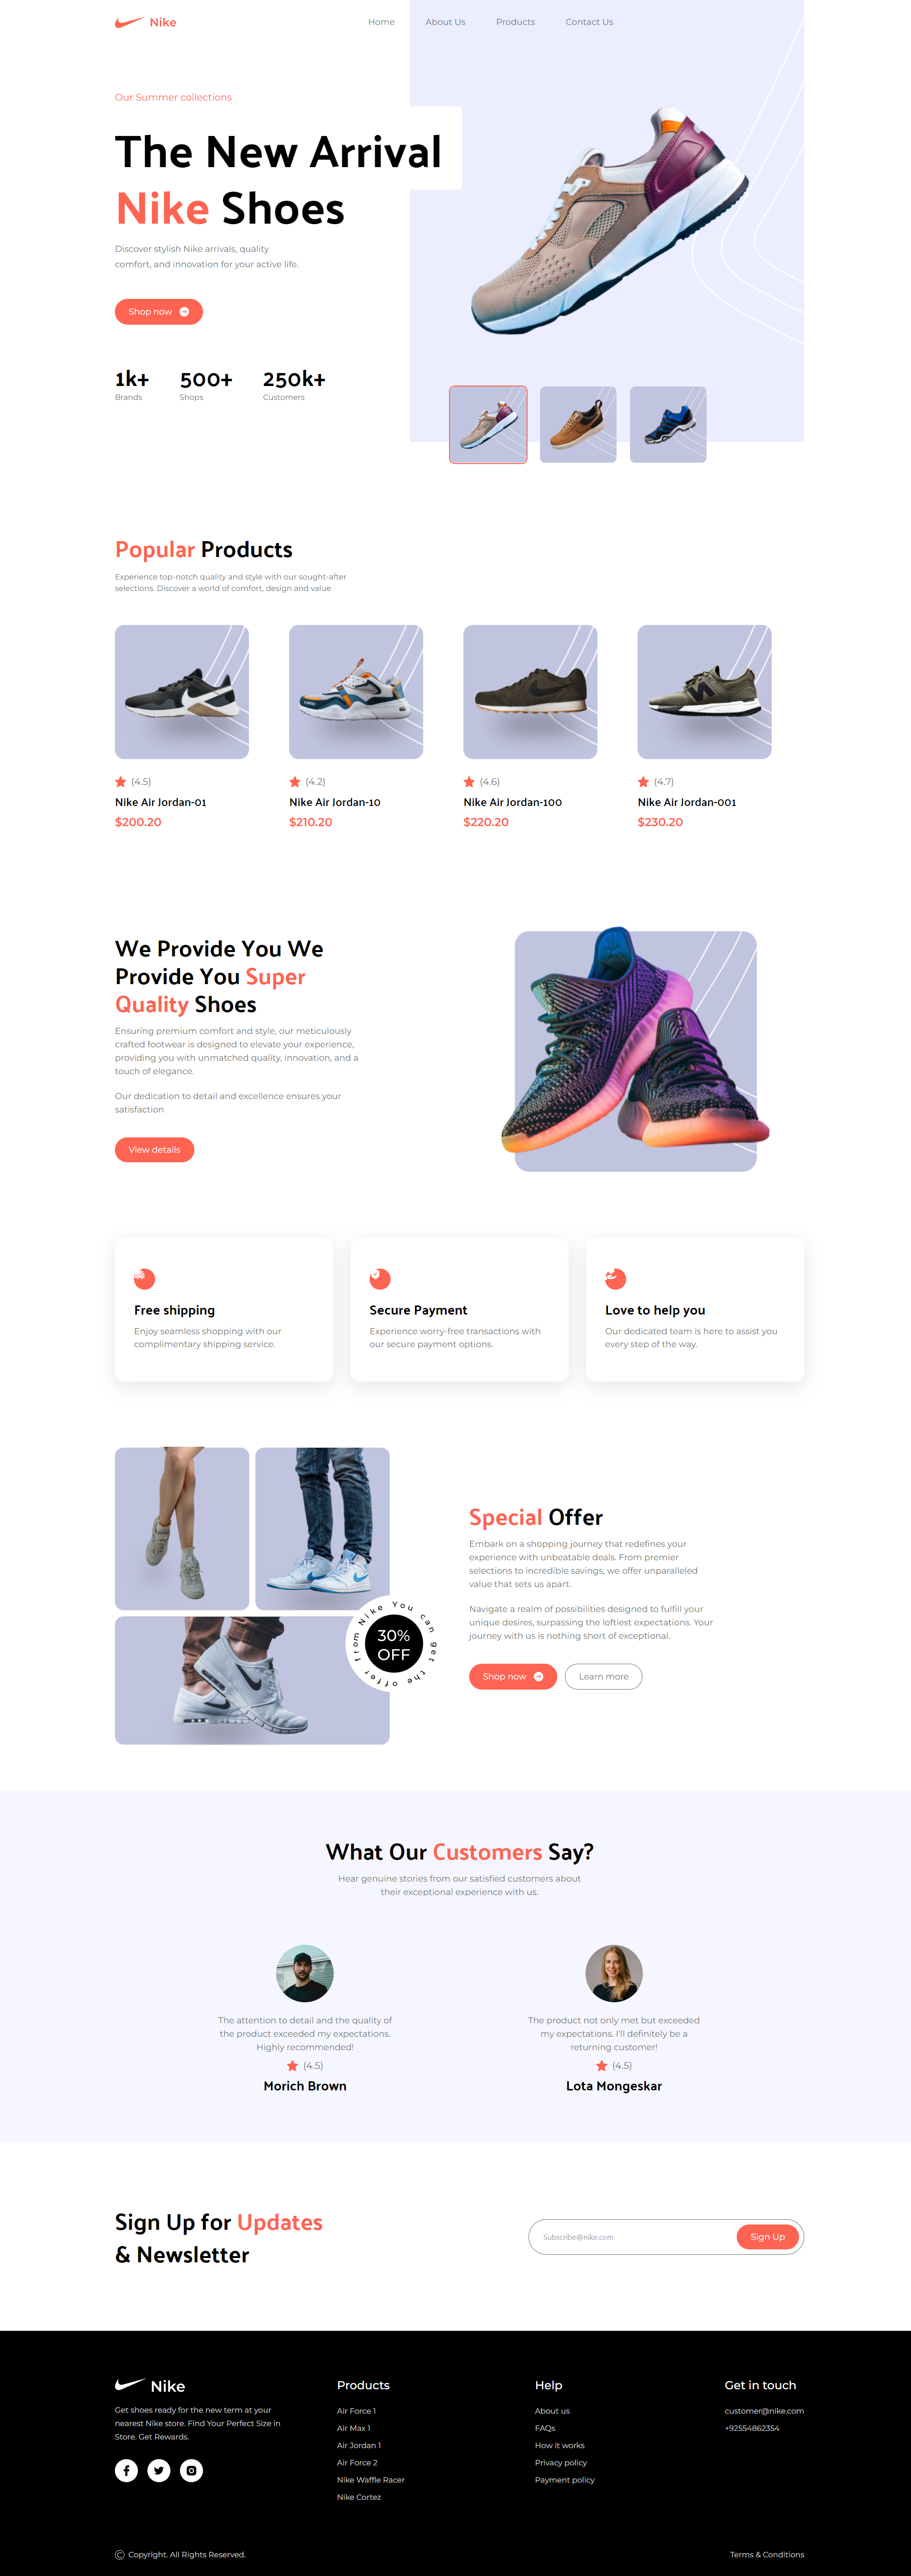 Nike
Home
About Us
Products
Contact Us
Our Summer collections
The New Arrival
Nike Shoes
Discover stylish Nike arrivals, quality
comfort, and innovation for your active life.
Shop now
1k+
Brands
500+
Shops
250k+
Customers
Popular Products
Experience top-notch quality and style with our sought-after
selections. Discover a world of comfort, design and value
(4.5)
Nike Air Jordan-01
$200.20
(4.2)
Nike Air Jordan-10
$210.20
(4.6)
Nike Air Jordan-100
$220.20
(4.7)
Nike Air Jordan-001
$230.20
We Provide You We
Provide You Super
Quality Shoes
Ensuring premium comfort and style, our meticulously
crafted footwear is designed to elevate your experience,
providing you with unmatched quality, innovation, and a
touch of elegance.
Our dedication to detail and excellence ensures your
satisfaction
View details
Free shipping
Enjoy seamless shopping with our
complimentary shipping service.
Secure Payment
Experience worry-free transactions with
our secure payment options.
Love to help you
Our dedicated team is here to assist you
every step of the way.
You can get the offer from Nike
30%
OFF
Special Offer
Embark on a shopping journey that redefines your
experience with unbeatable deals. From premier
selections to incredible savings, we offer unparalleled
value that sets us apart.
Navigate a realm of possibilities designed to fulfill your
unique desires, surpassing the loftiest expectations. Your
journey with us is nothing short of exceptional.
Shop now
Learn more
What Our Customers Say?
Hear genuine stories from our satisfied customers about
their exceptional experience with us.
The attention to detail and the quality of
the product exceeded my expectations.
Highly recommended!
(4.5)
Morich Brown
The product not only met but exceeded
my expectations. I'll definitely be a
returning customer!
(4.5)
Lota Mongeskar
Sign Up for Updates
& Newsletter
Subscribe@nike.com
Sign Up
Nike
Get shoes ready for the new term at your
nearest Nike store. Find Your Perfect Size in
Store. Get Rewards.
Products
Air Force 1
Air Max 1
Air Jordan 1
Air Force 2
Nike Waffle Racer
Nike Cortez
Help
About us
FAQs
How it works
Privacy policy
Payment policy
Get in touch
customer@nike.com
+92554862354
© Copyright. All Rights Reserved.
Terms & Conditions